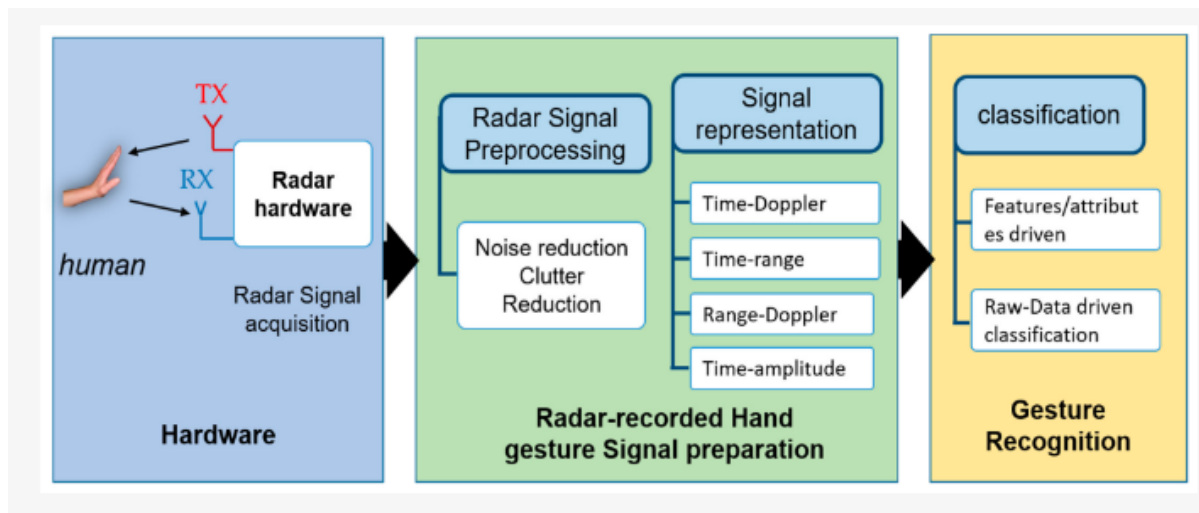 TX
RX
Radar
hardware
human
Radar Signal
acquisition
Hardware
Radar Signal
Preprocessing
Noise reduction
Clutter
Reduction
Signal
representation
Time-Doppler
Time-range
Range-Doppler
Time-amplitude
Radar-recorded Hand
gesture Signal preparation
classification
Features/attribut
es driven
Raw-Data driven
classification
Gesture
Recognition